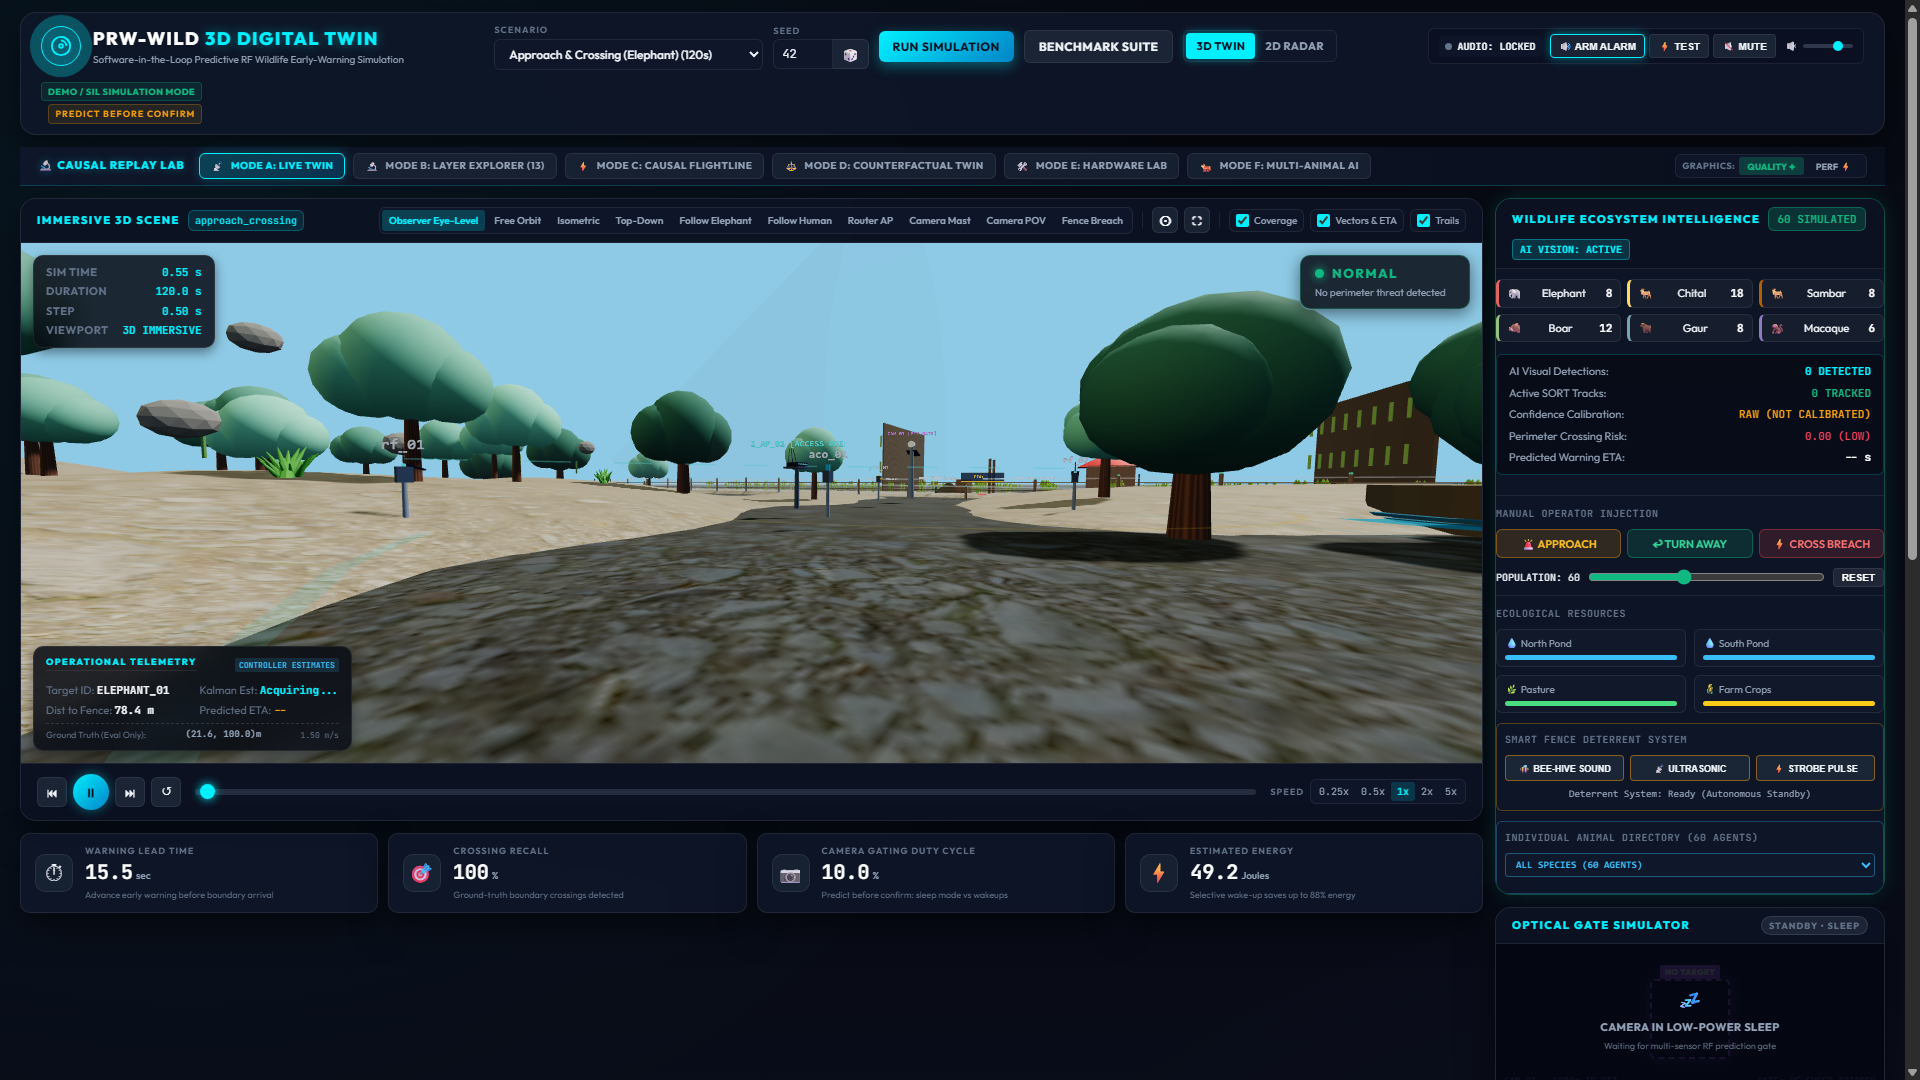 PRW-WILD 3D DIGITAL TWIN
Software-in-the-Loop Predictive RF Wildlife Early-Warning Simulation
DEMO / SIL SIMULATION MODE
PREDICT BEFORE CONFIRM
SCENARIO
Approach & Crossing (Elephant) (120s)
SEED
42
RUN SIMULATION
BENCHMARK SUITE
3D TWIN
2D RADAR
AUDIO: LOCKED
ARM ALARM
TEST
MUTE
CAUSAL REPLAY LAB
MODE A: LIVE TWIN
MODE B: LAYER EXPLORER (13)
MODE C: CAUSAL FLIGHTLINE
MODE D: COUNTERFACTUAL TWIN
MODE E: HARDWARE LAB
MODE F: MULTI-ANIMAL AI
GRAPHICS:
QUALITY
PERF
IMMERSIVE 3D SCENE
approach_crossing
Observer Eye-Level
Free Orbit
Isometric
Top-Down
Follow Elephant
Follow Human
Router AP
Camera Mast
Camera POV
Fence Breach
Coverage
Vectors & ETA
Trails
SIM TIME 0.55 s
DURATION 120.0 s
STEP 0.50 s
VIEWPORT 3D IMMERSIVE
NORMAL
No perimeter threat detected
rf_01
OPERATIONAL TELEMETRY
CONTROLLER ESTIMATES
Target ID: ELEPHANT_01
Kalman Est: Acquiring...
Dist to Fence: 78.4 m
Predicted ETA: --
Ground Truth (Eval Only): (21.6, 100.0)m 1.50 m/s
SPEED
0.25x
0.5x
1x
2x
5x
WARNING LEAD TIME
15.5 sec
Advance early warning before boundary arrival
CROSSING RECALL
100 %
Ground-truth boundary crossings detected
CAMERA GATING DUTY CYCLE
10.0 %
Predict before confirm: sleep mode vs wakeups
ESTIMATED ENERGY
49.2 Joules
Selective wake-up saves up to 88% energy
WILDLIFE ECOSYSTEM INTELLIGENCE
60 SIMULATED
AI VISION: ACTIVE
Elephant 8
Chital 18
Sambar 8
Boar 12
Gaur 8
Macaque 6
AI Visual Detections: 0 DETECTED
Active SORT Tracks: 0 TRACKED
Confidence Calibration: RAW (NOT CALIBRATED)
Perimeter Crossing Risk: 0.00 (LOW)
Predicted Warning ETA: -- s
MANUAL OPERATOR INJECTION
APPROACH
TURN AWAY
CROSS BREACH
POPULATION: 60
RESET
ECOLOGICAL RESOURCES
North Pond
South Pond
Pasture
Farm Crops
SMART FENCE DETERRENT SYSTEM
BEE-HIVE SOUND
ULTRASONIC
STROBE PULSE
Deterrent System: Ready (Autonomous Standby)
INDIVIDUAL ANIMAL DIRECTORY (60 AGENTS)
ALL SPECIES (60 AGENTS)
OPTICAL GATE SIMULATOR
STANDBY • SLEEP
NO TARGET
CAMERA IN LOW-POWER SLEEP
Waiting for multi-sensor RF prediction gate